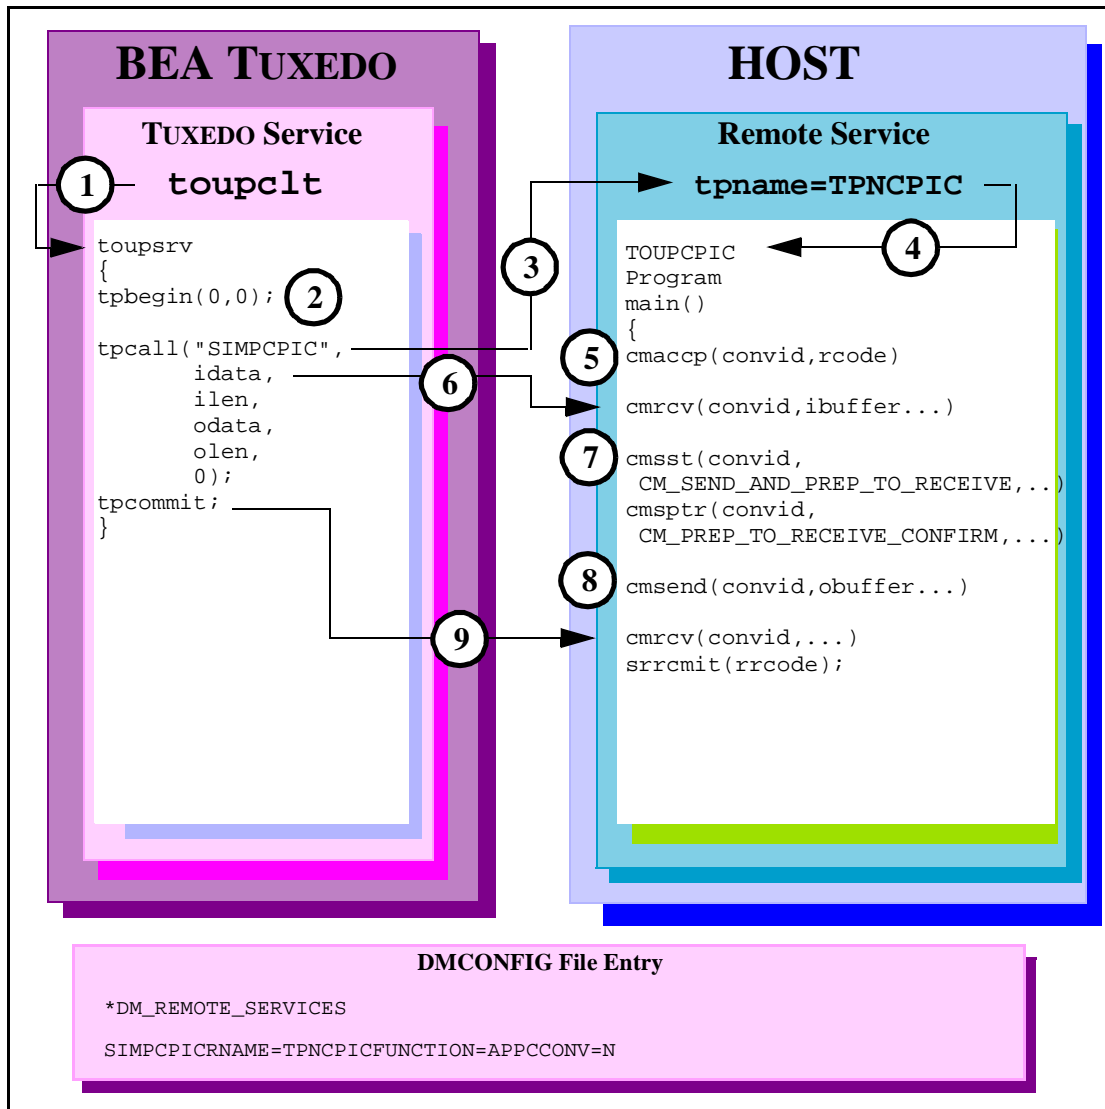 BEA TUXEDO
TUXEDO Service
1
toupclt
toupsrv
{
tpbegin(0,0);
2
tpcall("SIMPCPIC",
idata,
ilen,
odata,
olen,
0);
tpcommit;
}
3
6
9
HOST
Remote Service
tpname=TPNCPIC
4
TOUPCPIC
Program
main()
{
5
cmaccp(convid,rcode)
cmrcv(convid,ibuffer...)
7
cmsst(convid,
CM_SEND_AND_PREP_TO_RECEIVE,..)
cmsptr(convid,
CM_PREP_TO_RECEIVE_CONFIRM,...)
8
cmsend(convid,obuffer...)
cmrcv(convid,...)
srrcmit(rrcode);
DMCONFIG File Entry
*DM_REMOTE_SERVICES
SIMPCPICRNAME=TPNCPICFUNCTION=APPCCONV=N